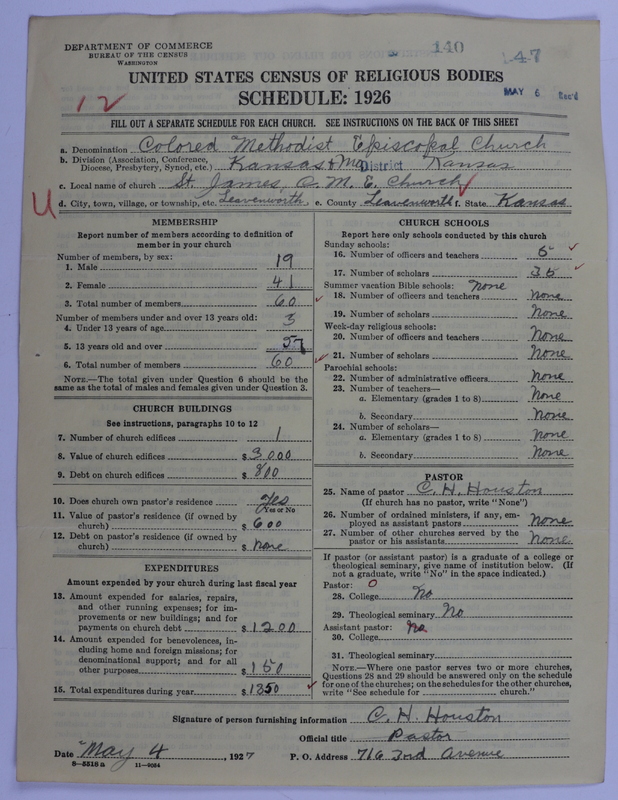 DEPARTMENT OF COMMERCE
BUREAU OF THE CENSUS
WASHINGTON
140
47
MAY 6 Rec'd
UNITED STATES CENSUS OF RELIGIOUS BODIES
SCHEDULE: 1926
12
FILL OUT A SEPARATE SCHEDULE FOR EACH CHURCH. SEE INSTRUCTIONS ON THE BACK OF THIS SHEET
a. Denomination Colored Methodist Episcopal Church
b. Division (Association, Conference, Diocese, Presbytery, Synod, etc.) Kansas & Mo District Kansas
c. Local name of church St. James, C. M. E. Church
U
d. City, town, village, or township, etc. Leavenworth. e. County Leavenworth f. State Kansas
MEMBERSHIP
Report number of members according to definition of member in your church
Number of members, by sex:
1. Male 19
2. Female 41
3. Total number of members 60
Number of members under and over 13 years old:
4. Under 13 years of age 3
5. 13 years old and over 57
6. Total number of members 60
NOTE.—The total given under Question 6 should be the same as the total of males and females given under Question 3.
CHURCH BUILDINGS
See instructions, paragraphs 10 to 12
7. Number of church edifices 1
8. Value of church edifices $ 3000
9. Debt on church edifices $ 800
10. Does church own pastor's residence Yes
Yes or No
11. Value of pastor's residence (if owned by church) $ 600
12. Debt on pastor's residence (if owned by church) $ None
EXPENDITURES
Amount expended by your church during last fiscal year
13. Amount expended for salaries, repairs, and other running expenses; for improvements or new buildings; and for payments on church debt $ 1200
14. Amount expended for benevolences, including home and foreign missions; for denominational support; and for all other purposes $ 150
15. Total expenditures during year $ 1350
CHURCH SCHOOLS
Report here only schools conducted by this church
Sunday schools:
16. Number of officers and teachers 5
17. Number of scholars 35
Summer vacation Bible schools: None
18. Number of officers and teachers None
19. Number of scholars None
Week-day religious schools:
20. Number of officers and teachers None
21. Number of scholars None
Parochial schools:
22. Number of administrative officers None
23. Number of teachers—
a. Elementary (grades 1 to 8) None
b. Secondary None
24. Number of scholars—
a. Elementary (grades 1 to 8) None
b. Secondary None
PASTOR
25. Name of pastor C. H. Houston
(If church has no pastor, write "None")
26. Number of ordained ministers, if any, employed as assistant pastors None
27. Number of other churches served by the pastor or his assistants None
If pastor (or assistant pastor) is a graduate of a college or theological seminary, give name of institution below. (If not a graduate, write "No" in the space indicated.)
Pastor: 0
28. College No
29. Theological seminary No
Assistant pastor: no
30. College
31. Theological seminary
NOTE.—Where one pastor serves two or more churches, Questions 28 and 29 should be answered only on the schedule for one of the churches; on the schedules for the other churches, write "See schedule for church."
Signature of person furnishing information C. H. Houston
Official title Pastor
Date May 4, 1927 P. O. Address 716 3rd Avenue
8—5518a 11—9034